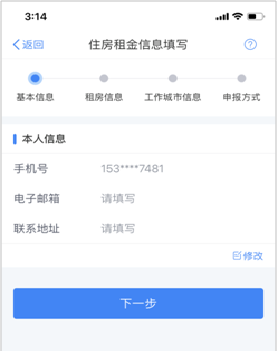 3:14
返回 住房租金信息填写
基本信息 租房信息 工作城市信息 申报方式
本人信息
手机号 153****7481
电子邮箱 请填写
联系地址 请填写
修改
下一步